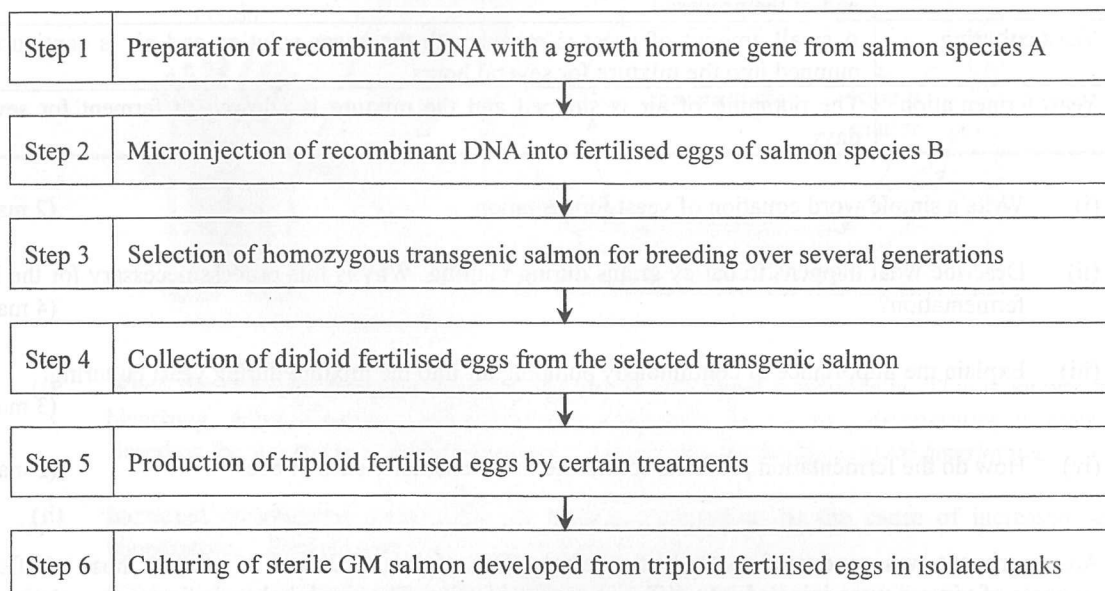 Step 1 Preparation of recombinant DNA with a growth hormone gene from salmon species A
Step 2 Microinjection of recombinant DNA into fertilised eggs of salmon species B
Step 3 Selection of homozygous transgenic salmon for breeding over several generations
Step 4 Collection of diploid fertilised eggs from the selected transgenic salmon
Step 5 Production of triploid fertilised eggs by certain treatments
Step 6 Culturing of sterile GM salmon developed from triploid fertilised eggs in isolated tanks